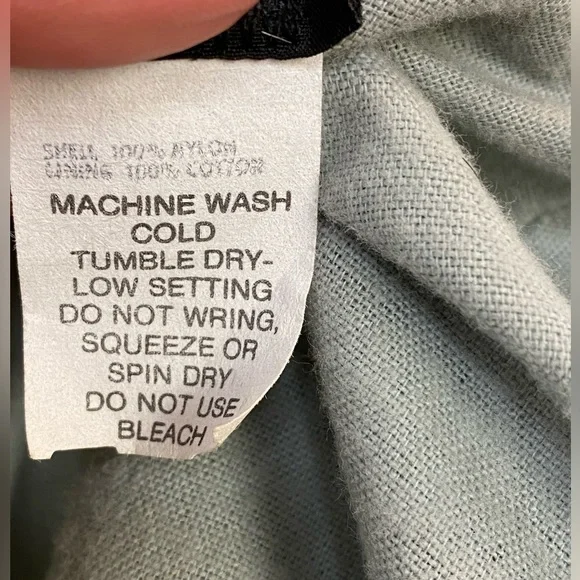 SHELL 100% NYLON
LINING 100% COTTON
MACHINE WASH
COLD
TUMBLE DRY-
LOW SETTING
DO NOT WRING,
SQUEEZE OR
SPIN DRY
DO NOT USE
BLEACH